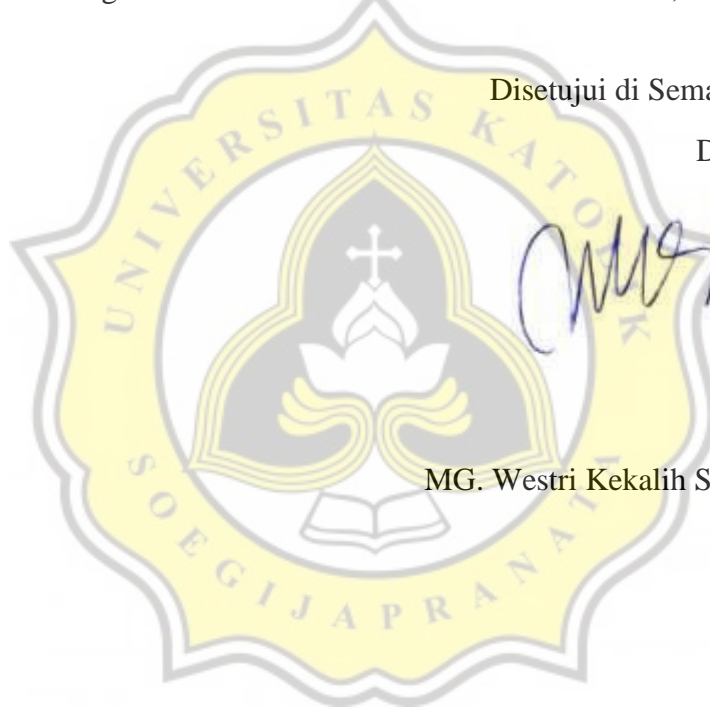 Disetujui di Sema
D
MG. Westri Kekalih S
UNIVERSITAS KATOLIK
SOEGIJAPRANATA